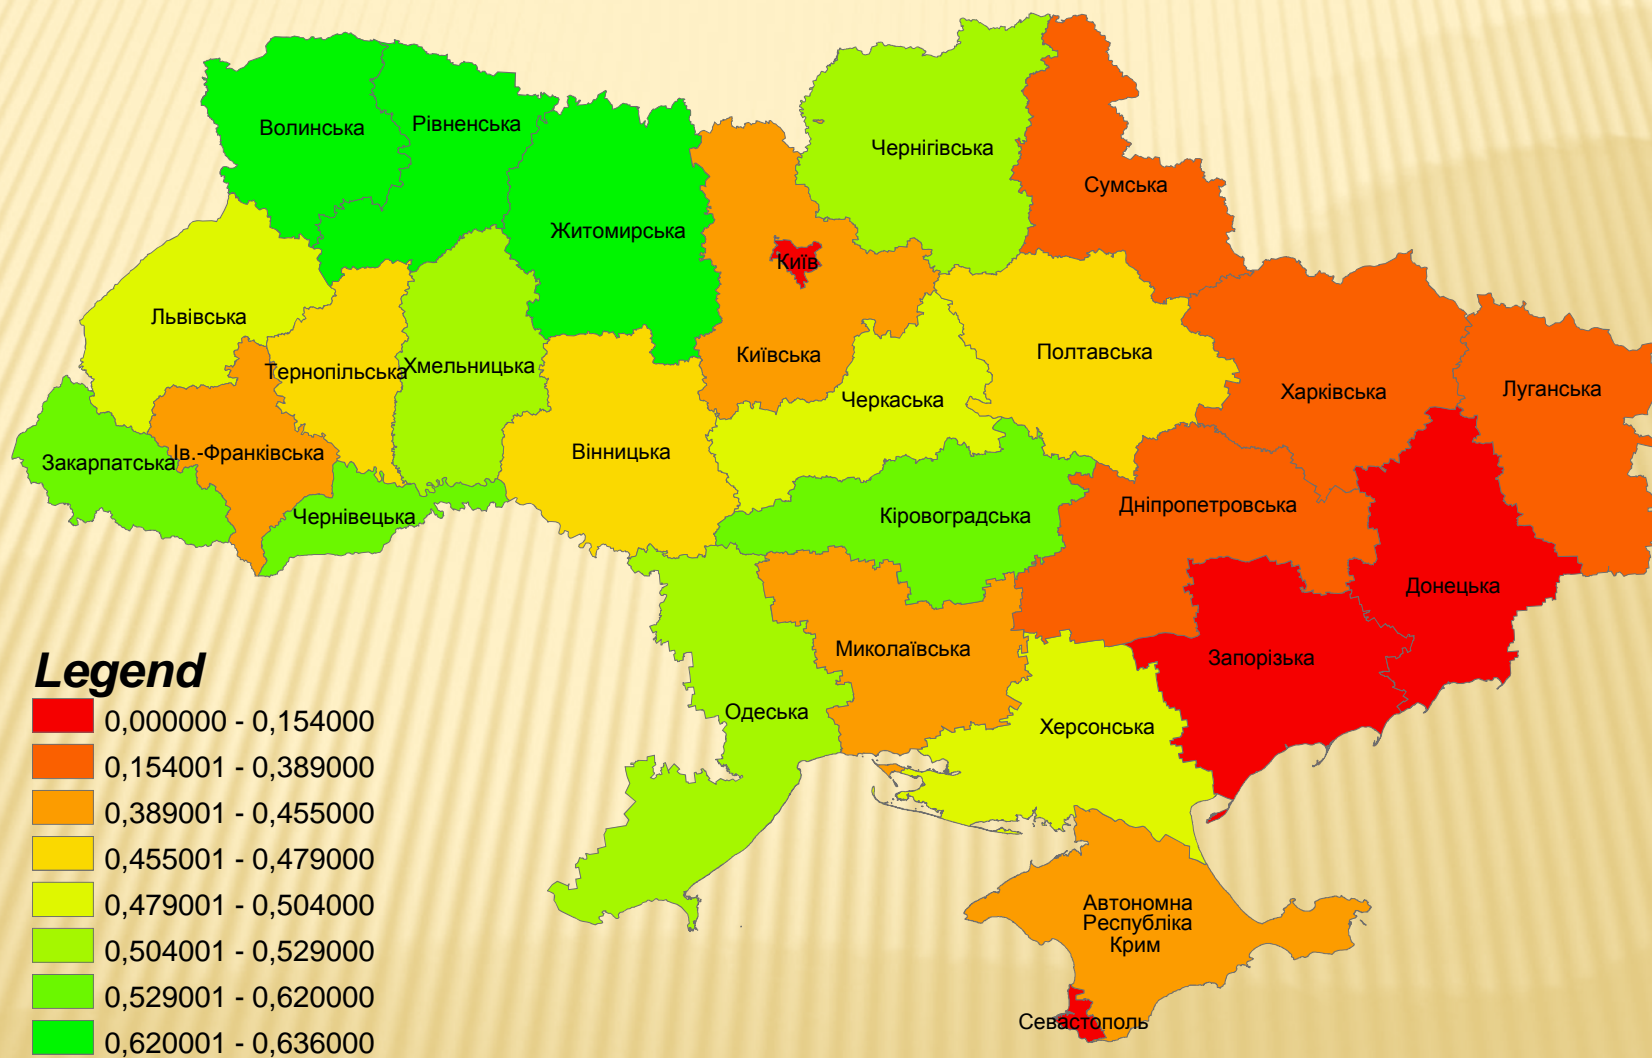 Волинська
Рівненська
Чернігівська
Сумська
Житомирська
Київ
Львівська
Київська
Полтавська
Тернопільська
Хмельницька
Черкаська
Харківська
Луганська
Закарпатська
Ів.-Франківська
Вінницька
Чернівецька
Кіровоградська
Дніпропетровська
Донецька
Миколаївська
Запорізька
Одеська
Херсонська
Автономна
Республіка
Крим
Севастополь
Legend
0,000000 - 0,154000
0,154001 - 0,389000
0,389001 - 0,455000
0,455001 - 0,479000
0,479001 - 0,504000
0,504001 - 0,529000
0,529001 - 0,620000
0,620001 - 0,636000